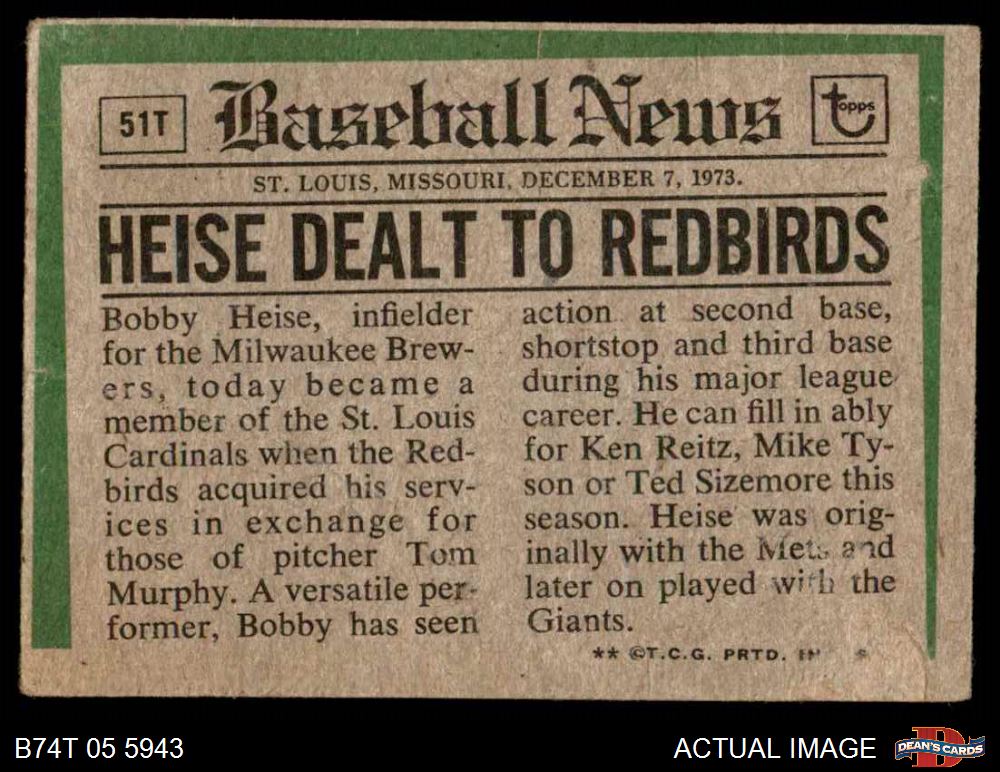 51T
Baseball News
topps
ST. LOUIS, MISSOURI, DECEMBER 7, 1973.
HEISE DEALT TO REDBIRDS
Bobby Heise, infielder
for the Milwaukee Brew-
ers, today became a
member of the St. Louis
Cardinals when the Red-
birds acquired his serv-
ices in exchange for
those of pitcher Tom
Murphy. A versatile per-
former, Bobby has seen
action at second base,
shortstop and third base
during his major league
career. He can fill in ably
for Ken Reitz, Mike Ty-
son or Ted Sizemore this
season. Heise was orig-
inally with the Mets and
later on played with the
Giants.
** ©T.C.G. PRTD.
B74T 05 5943
ACTUAL IMAGE
D
DEAN'S CARDS